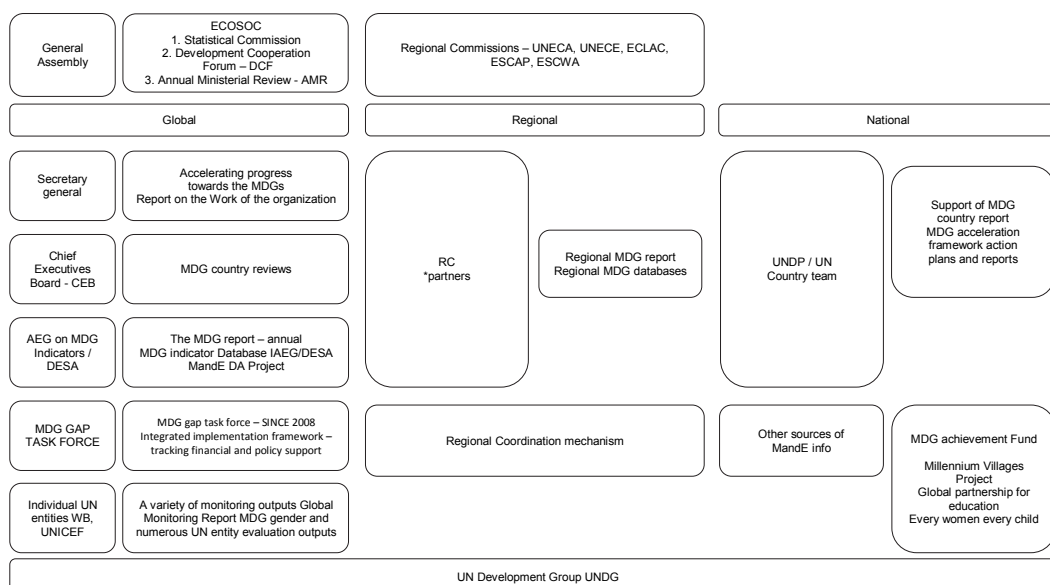 General
Assembly
ECOSOC
1. Statistical Commission
2. Development Cooperation
Forum – DCF
3. Annual Ministerial Review - AMR
Regional Commissions – UNECA, UNECE, ECLAC,
ESCAP, ESCWA
Global
Regional
National
Secretary
general
Accelerating progress
towards the MDGs
Report on the Work of the organization
Chief
Executives
Board - CEB
MDG country reviews
AEG on MDG
Indicators /
DESA
The MDG report – annual
MDG indicator Database IAEG/DESA
MandE DA Project
RC
*partners
Regional MDG report
Regional MDG databases
UNDP / UN
Country team
Support of MDG
country report
MDG acceleration
framework action
plans and reports
MDG GAP
TASK FORCE
MDG gap task force – SINCE 2008
Integrated implementation framework –
tracking financial and policy support
Regional Coordination mechanism
Other sources of
MandE info
MDG achievement Fund
Millennium Villages
Project
Global partnership for
education
Every women every child
Individual UN
entities WB,
UNICEF
A variety of monitoring outputs Global
Monitoring Report MDG gender and
numerous UN entity evaluation outputs
UN Development Group UNDG